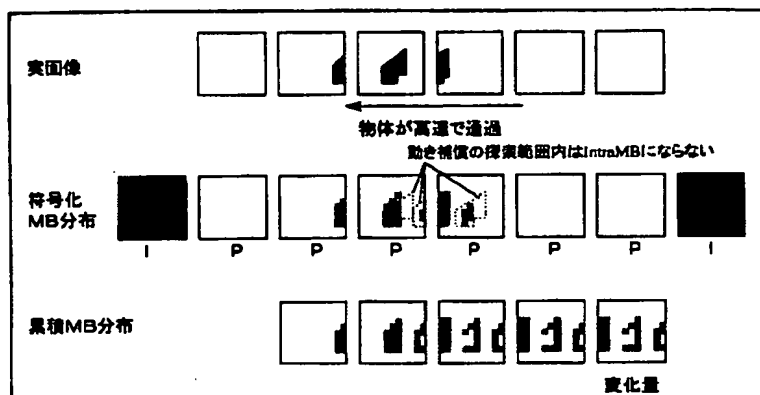 実画像
物体が高速で通過
動き補償の探索範囲内はIntraMBにならない
符号化
MB分布
I P P P P P P I
累積MB分布
変化量